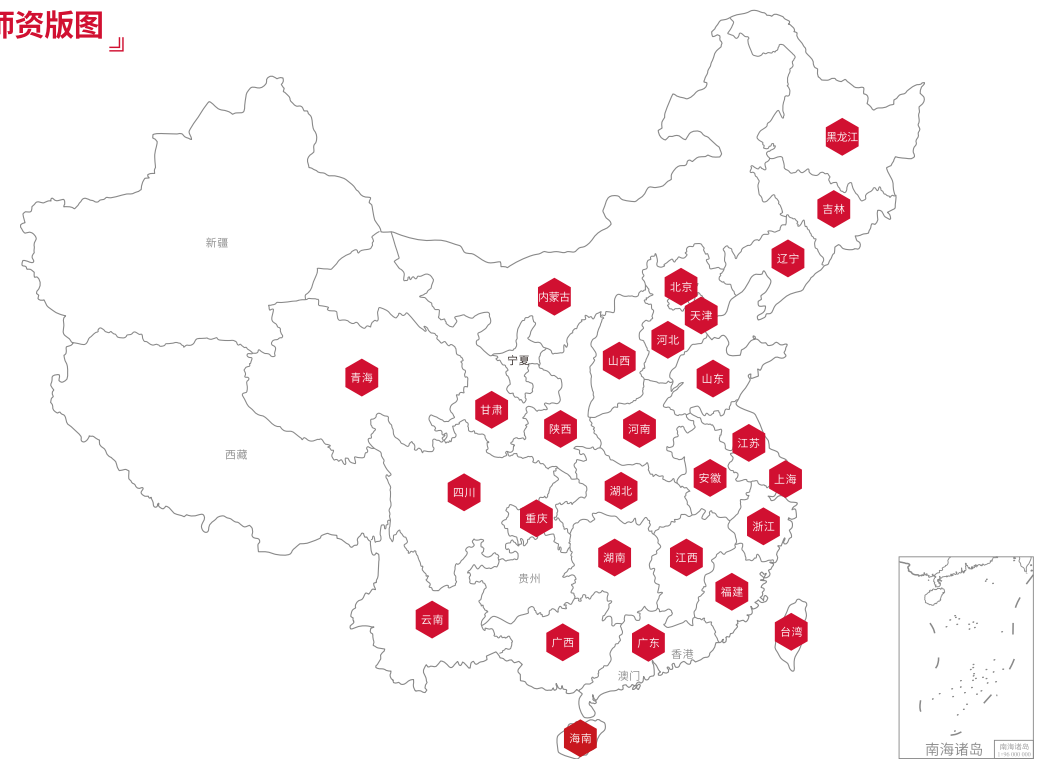 师资版图
黑龙江
吉林
新疆
辽宁
北京
内蒙古
天津
河北
宁夏
山西
青海
山东
甘肃
陕西
河南
江苏
西藏
安徽
上海
四川
湖北
重庆
浙江
湖南
江西
贵州
福建
云南
台湾
广西
广东
香港
澳门
海南
南海诸岛
南海诸岛